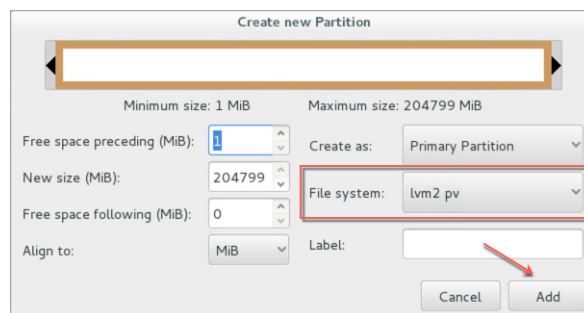 Create new Partition
Minimum size: 1 MiB Maximum size: 204799 MiB
Free space preceding (MiB): 1 Create as: Primary Partition
New size (MiB): 204799 File system: lvm2 pv
Free space following (MiB): 0
Align to: MiB Label:
Cancel Add